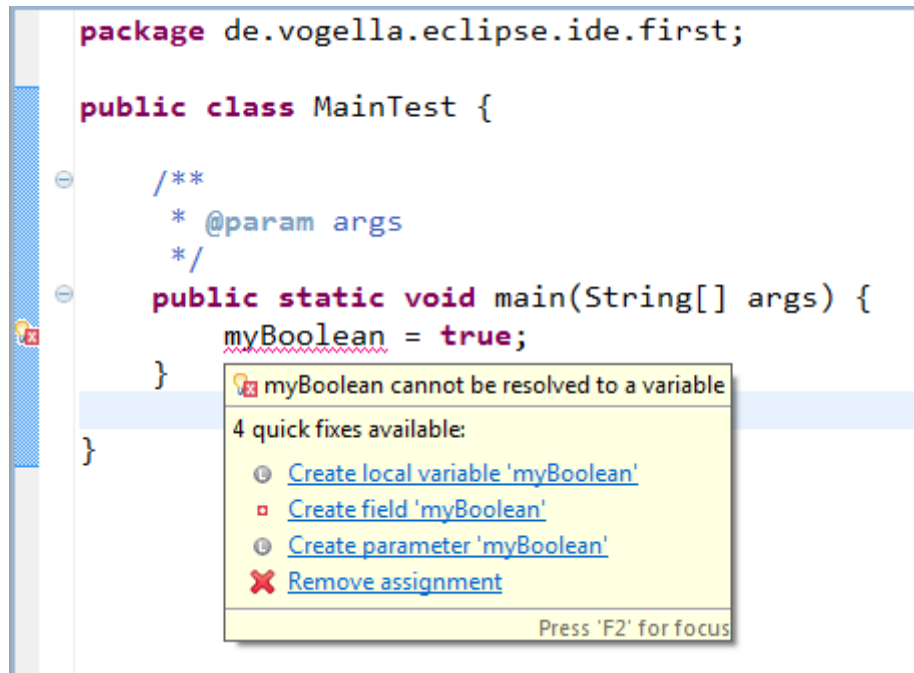 package de.vogella.eclipse.ide.first;
public class MainTest {
/**
* @param args
*/
public static void main(String[] args) {
myBoolean = true;
}
myBoolean cannot be resolved to a variable
4 quick fixes available:
Create local variable 'myBoolean'
Create field 'myBoolean'
Create parameter 'myBoolean'
Remove assignment
Press 'F2' for focus
}